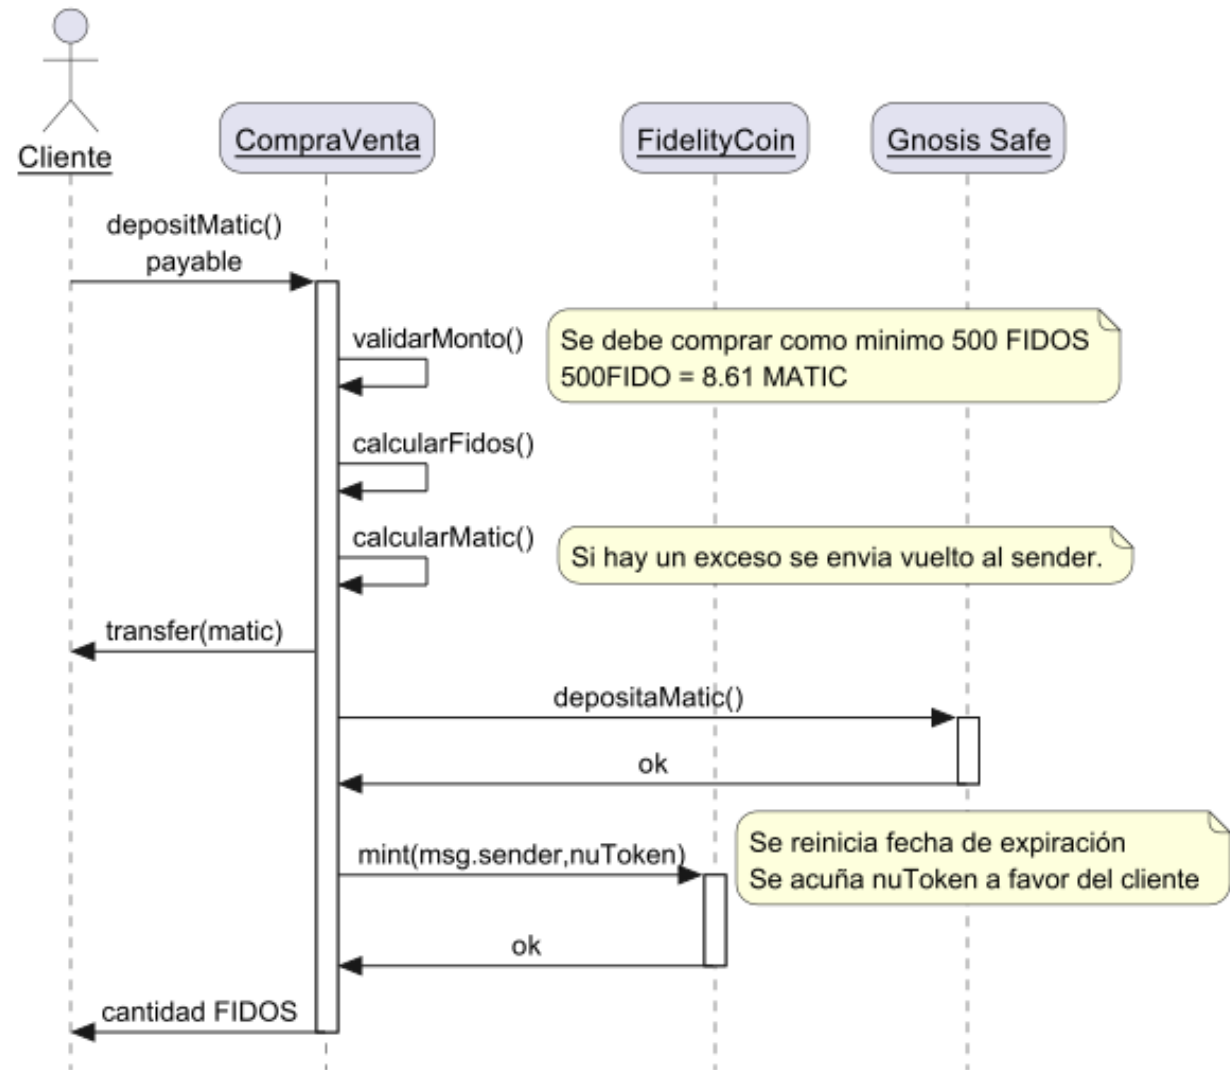 Cliente
CompraVenta
FidelityCoin
Gnosis Safe
depositMatic()
payable
validarMonto()
Se debe comprar como minimo 500 FIDOS
500FIDO = 8.61 MATIC
calcularFidos()
calcularMatic()
Si hay un exceso se envia vuelto al sender.
transfer(matic)
depositaMatic()
ok
mint(msg.sender,nuToken)
Se reinicia fecha de expiración
Se acuña nuToken a favor del cliente
ok
cantidad FIDOS